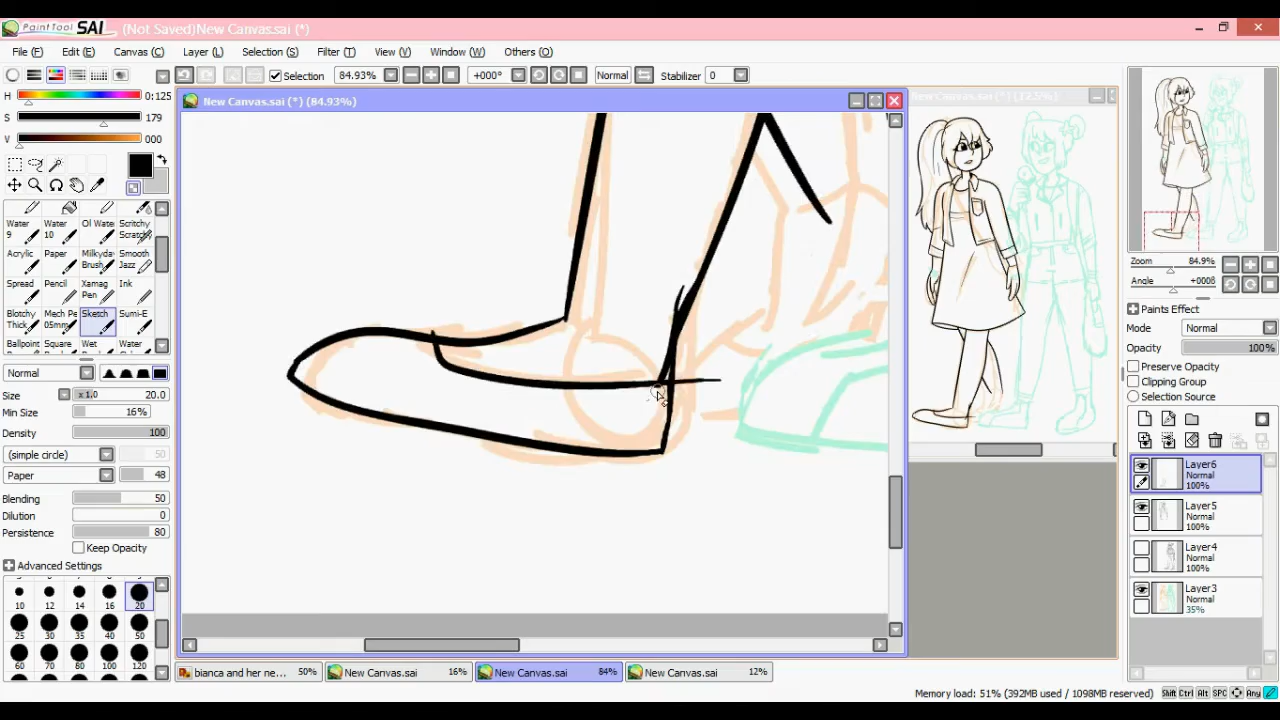 PaintTool SAI (Not Saved)New Canvas.sai (*)
File (F) Edit (E) Canvas (C) Layer (L) Selection (S) Filter (T) View (V) Window (W) Others (O)
Selection 84.93% +000° Normal Stabilizer 0
H 0:125
S 179
V 000
New Canvas.sai (*) (84.93%)
Water 9 Water 10 Ol Wate Scritchy Scratchy
Acrylic Paper Milkyday Brush Smooth Jazz
Spread Pencil Xamag Pen Ink
Blotchy Thick Mech Pe 05mm Sketch Sumi-E
Ballpoint Square Wet Water
Normal
Size x 1.0 20.0
Min Size 16%
Density 100
(simple circle) 50
Paper 48
Blending 50
Dilution 0
Persistence 80
Keep Opacity
Advanced Settings
10 12 14 16 20
25 30 35 40 50
60 70 80 100 120
bianca and her ne... 50% New Canvas.sai 16% New Canvas.sai 84% New Canvas.sai 12%
Zoom 84.9%
Angle +000ß
Paints Effect
Mode Normal
Opacity 100%
Preserve Opacity
Clipping Group
Selection Source
Layer6
Normal
100%
Layer5
Normal
100%
Layer4
Normal
100%
Layer3
Normal
35%
Memory load: 51% (392MB used / 1098MB reserved) Shift Ctrl Alt SPC Any